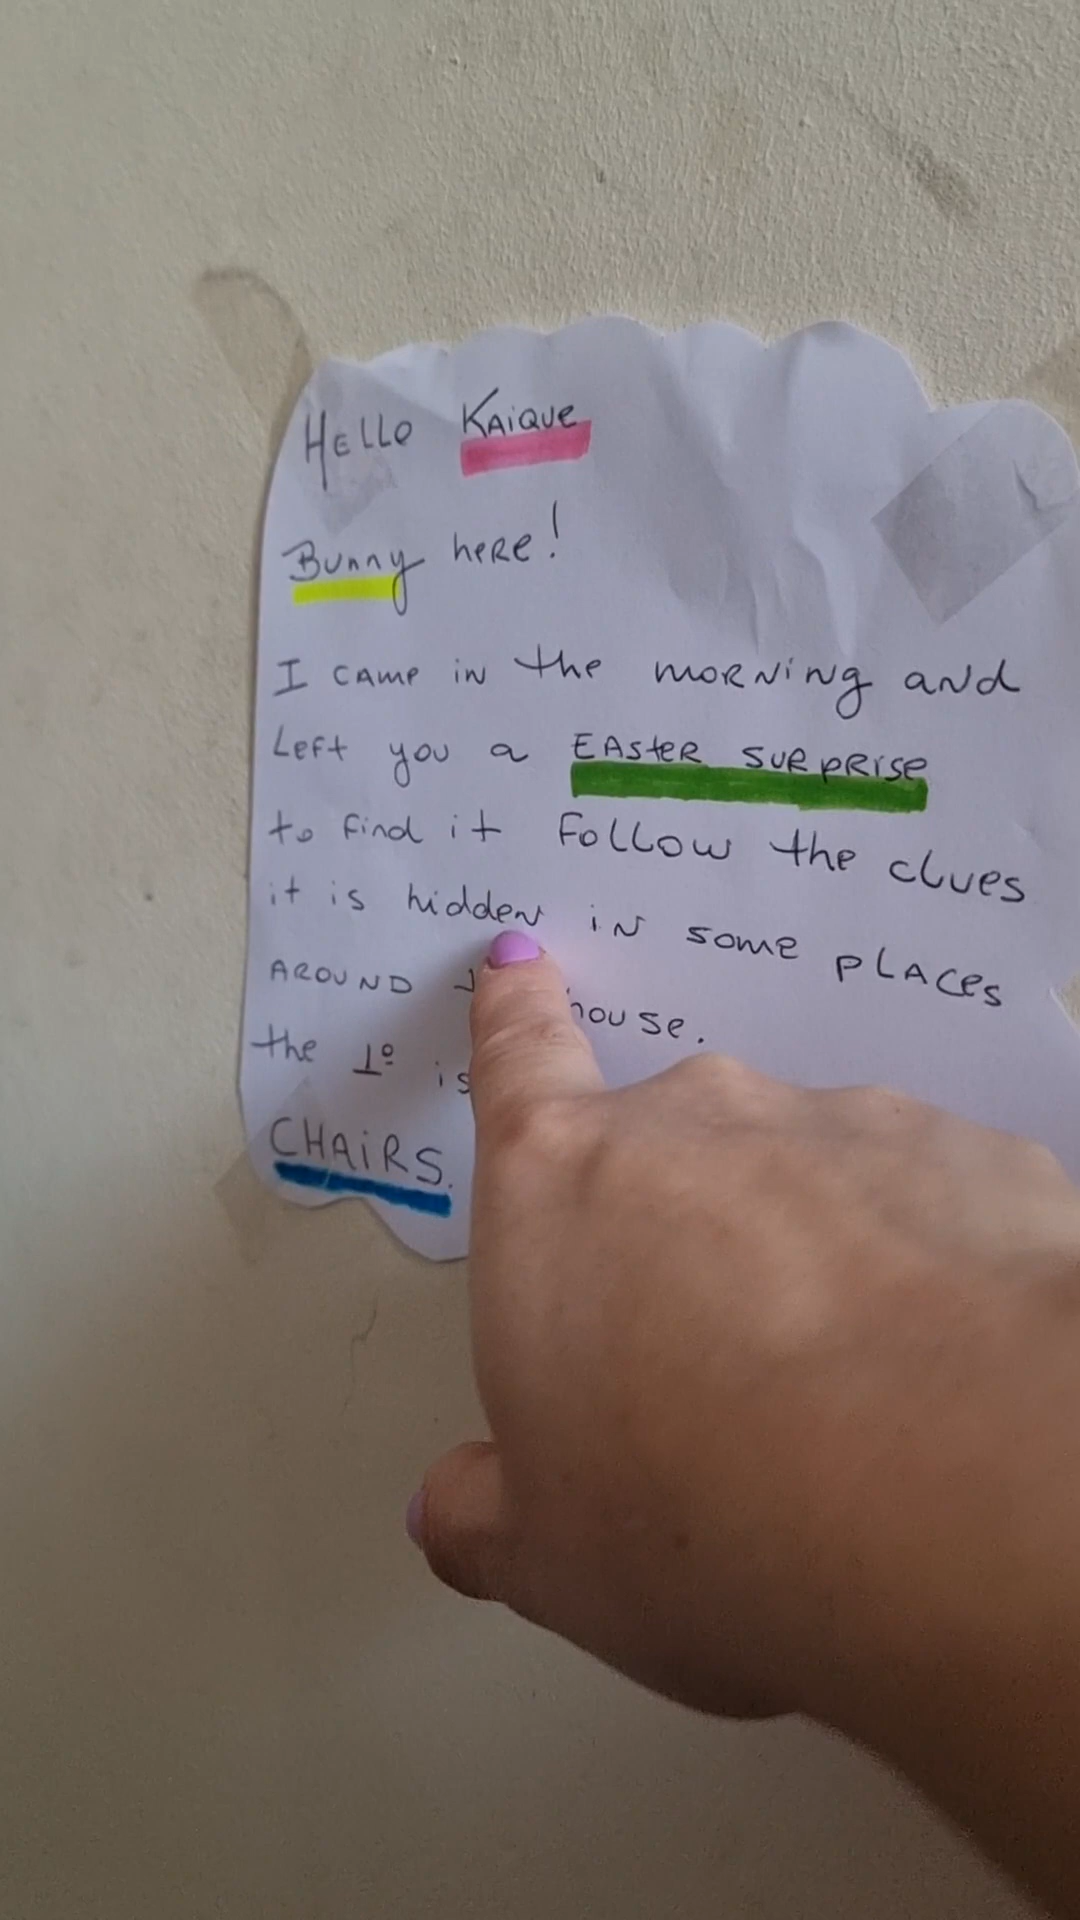 HELLO KAiQUE
Bunny heRe!
I CAMe iN the moRNiNg aNd
Left you a EASteR SuRpRiSe
to find it Follow the clues
it is hiddeN iN some pLACes
AROUND house.
the 1º is
CHAiRS.